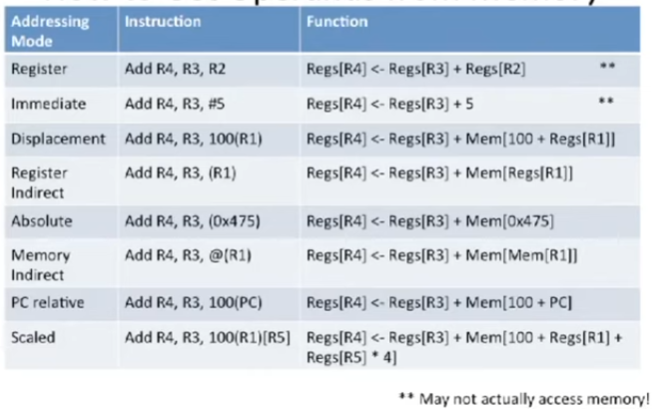 Addressing Mode Instruction Function
Register Add R4, R3, R2 Regs[R4] <- Regs[R3] + Regs[R2] **
Immediate Add R4, R3, #5 Regs[R4] <- Regs[R3] + 5 **
Displacement Add R4, R3, 100(R1) Regs[R4] <- Regs[R3] + Mem[100 + Regs[R1]]
Register Indirect Add R4, R3, (R1) Regs[R4] <- Regs[R3] + Mem[Regs[R1]]
Absolute Add R4, R3, (0x475) Regs[R4] <- Regs[R3] + Mem[0x475]
Memory Indirect Add R4, R3, @(R1) Regs[R4] <- Regs[R3] + Mem[Mem[R1]]
PC relative Add R4, R3, 100(PC) Regs[R4] <- Regs[R3] + Mem[100 + PC]
Scaled Add R4, R3, 100(R1)[R5] Regs[R4] <- Regs[R3] + Mem[100 + Regs[R1] +
Regs[R5] * 4]
** May not actually access memory!